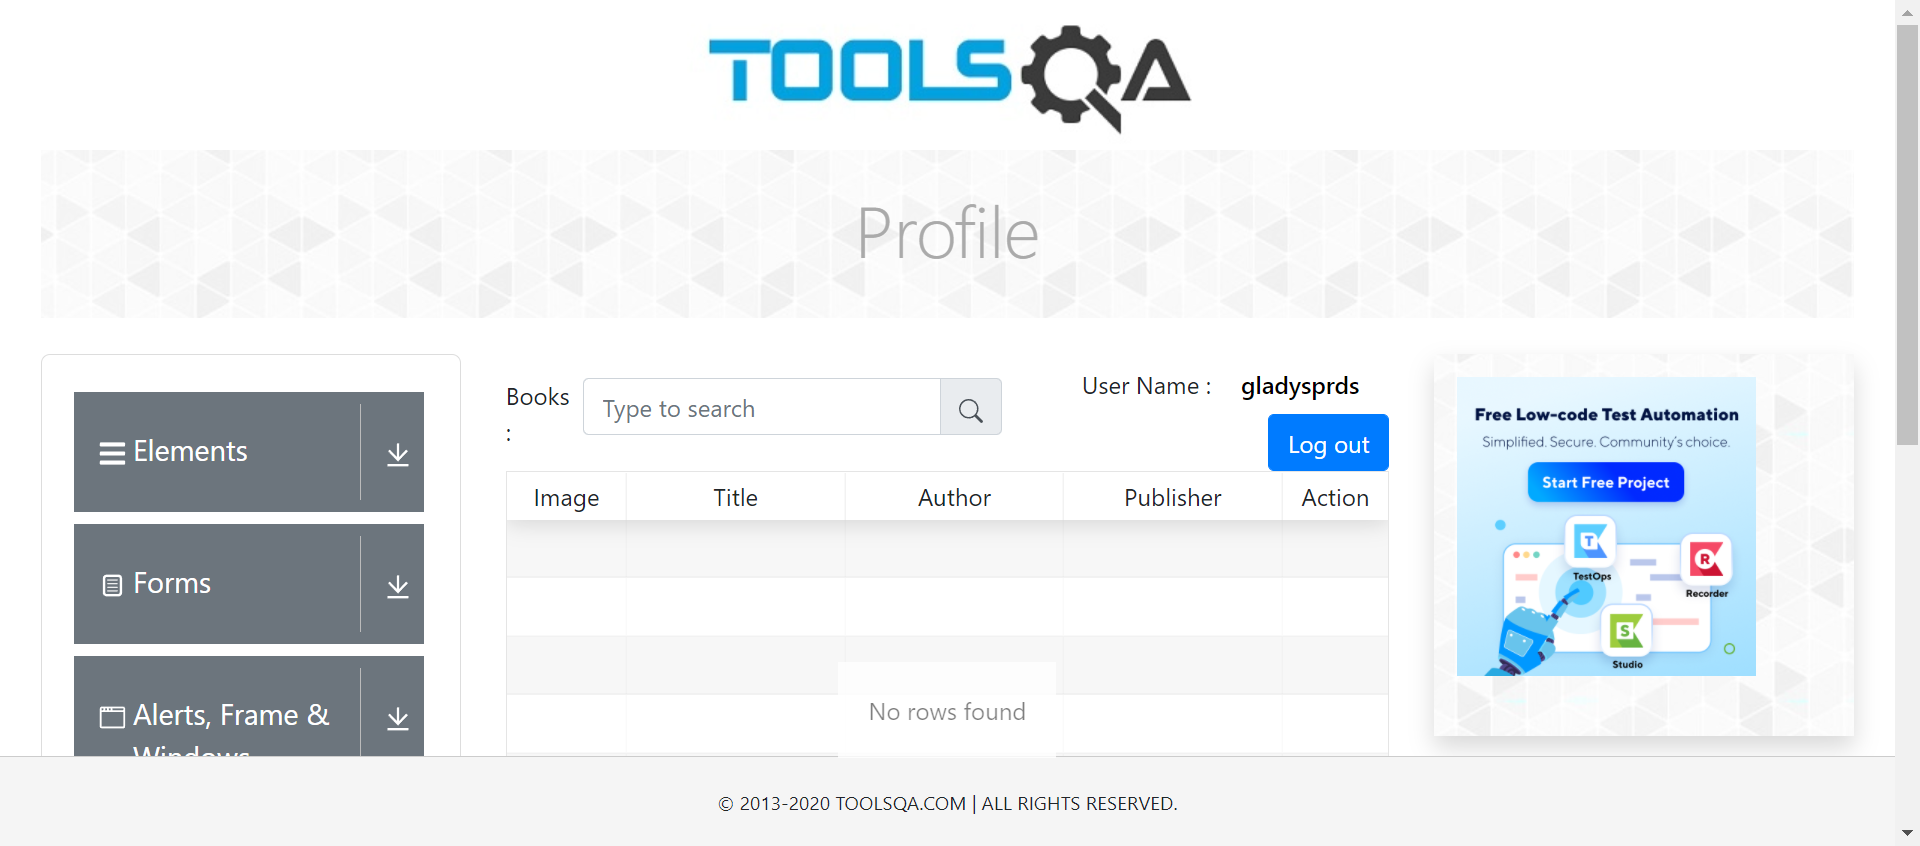 TOOLSQA
Profile
Elements
Forms
Alerts, Frame &
Windows
Books
:
Type to search
User Name :
gladysprds
Log out
Image
Title
Author
Publisher
Action
No rows found
Free Low-code Test Automation
Simplified. Secure. Community's choice.
Start Free Project
T
TestOps
R
Recorder
S
Studio
© 2013-2020 TOOLSQA.COM | ALL RIGHTS RESERVED.